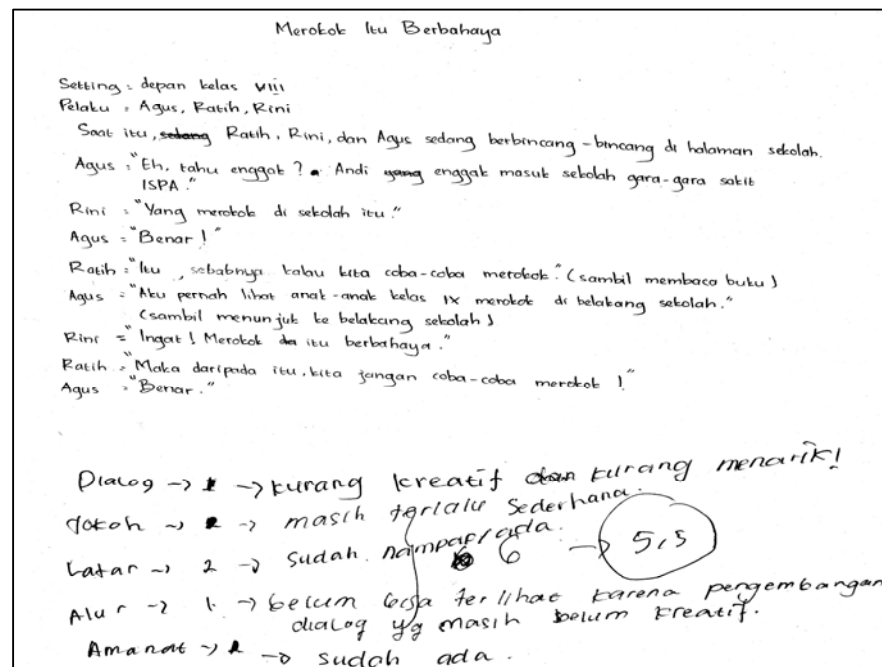 Merokok Itu Berbahaya
Setting : depan kelas VIII
Pelaku : Agus, Ratih, Rini
Saat itu, sedang Ratih, Rini, dan Agus sedang berbincang-bincang di halaman sekolah.
Agus : "Eh, tahu enggak? Andi yang enggak masuk sekolah gara-gara sakit
ISPA."
Rini : "Yang merokok di sekolah itu."
Agus : "Benar!"
Ratih : "Itu, sebabnya kalau kita coba-coba merokok." (sambil membaca buku)
Agus : "Aku pernah lihat anak-anak kelas IX merokok di belakang sekolah."
(sambil menunjuk ke belakang sekolah)
Rini : "Ingat! Merokok itu berbahaya."
Ratih : "Maka daripada itu, kita jangan coba-coba merokok!"
Agus : "Benar."
Dialog → → kurang kreatif dan kurang menarik!
Tokoh → → masih terlalu sederhana.
Latar → 2 → sudah nampak/ada. 6 → 5,5
Alur → 1. → belum bisa terlihat karena pengembangan
dialog yg masih belum kreatif.
Amanat → → sudah ada.